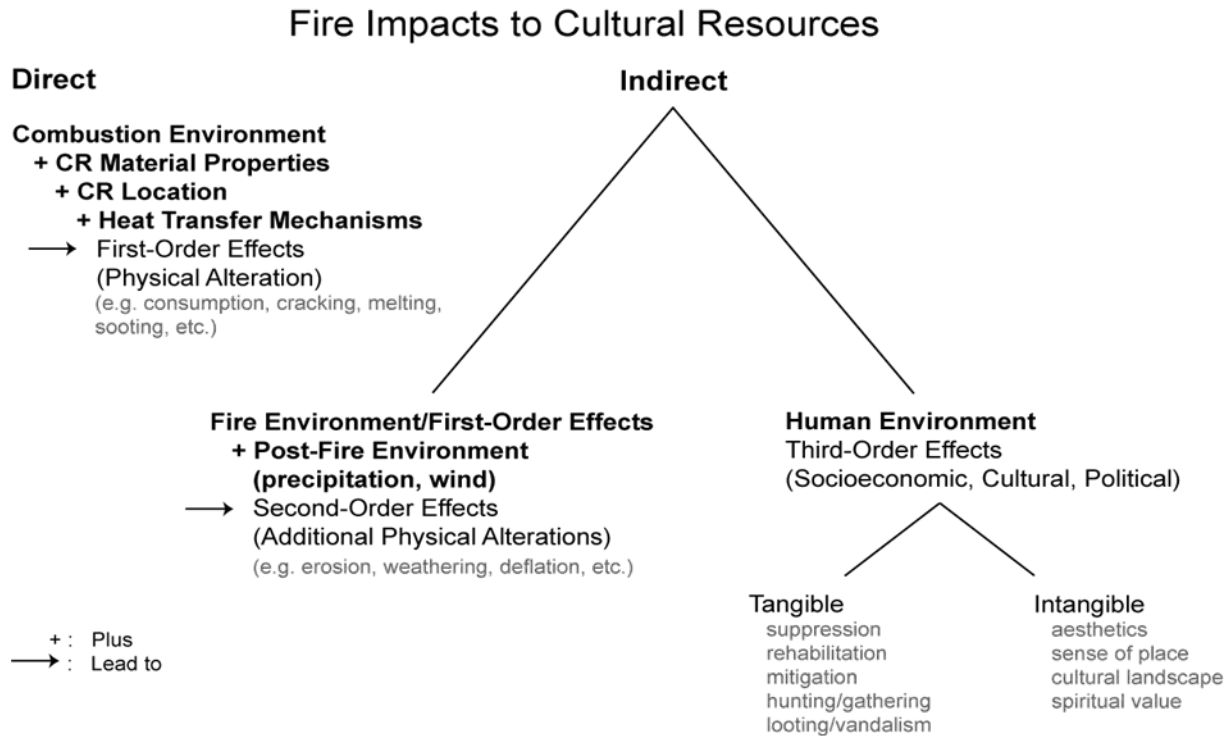 Fire Impacts to Cultural Resources
Direct
Combustion Environment
+ CR Material Properties
+ CR Location
+ Heat Transfer Mechanisms
First-Order Effects
(Physical Alteration)
(e.g. consumption, cracking, melting,
sooting, etc.)
Indirect
Fire Environment/First-Order Effects
+ Post-Fire Environment
(precipitation, wind)
Second-Order Effects
(Additional Physical Alterations)
(e.g. erosion, weathering, deflation, etc.)
Human Environment
Third-Order Effects
(Socioeconomic, Cultural, Political)
Tangible
suppression
rehabilitation
mitigation
hunting/gathering
looting/vandalism
Intangible
aesthetics
sense of place
cultural landscape
spiritual value
+ : Plus
: Lead to